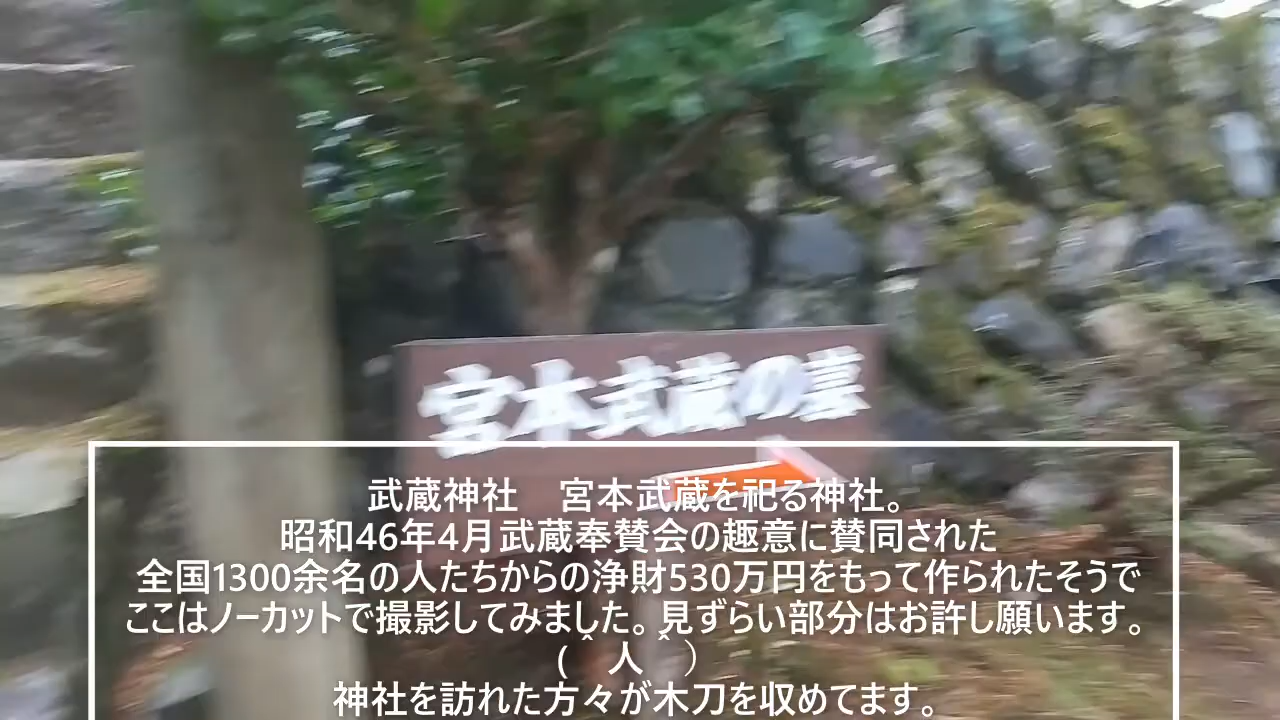 宮本武蔵の墓
武蔵神社　宮本武蔵を祀る神社。
昭和46年4月武蔵奉賛会の趣意に賛同された
全国1300余名の人たちからの浄財530万円をもって作られたそうで
ここはノーカットで撮影してみました。見ずらい部分はお許し願います。
(　＾人＾　）
神社を訪れた方々が木刀を収めてます。